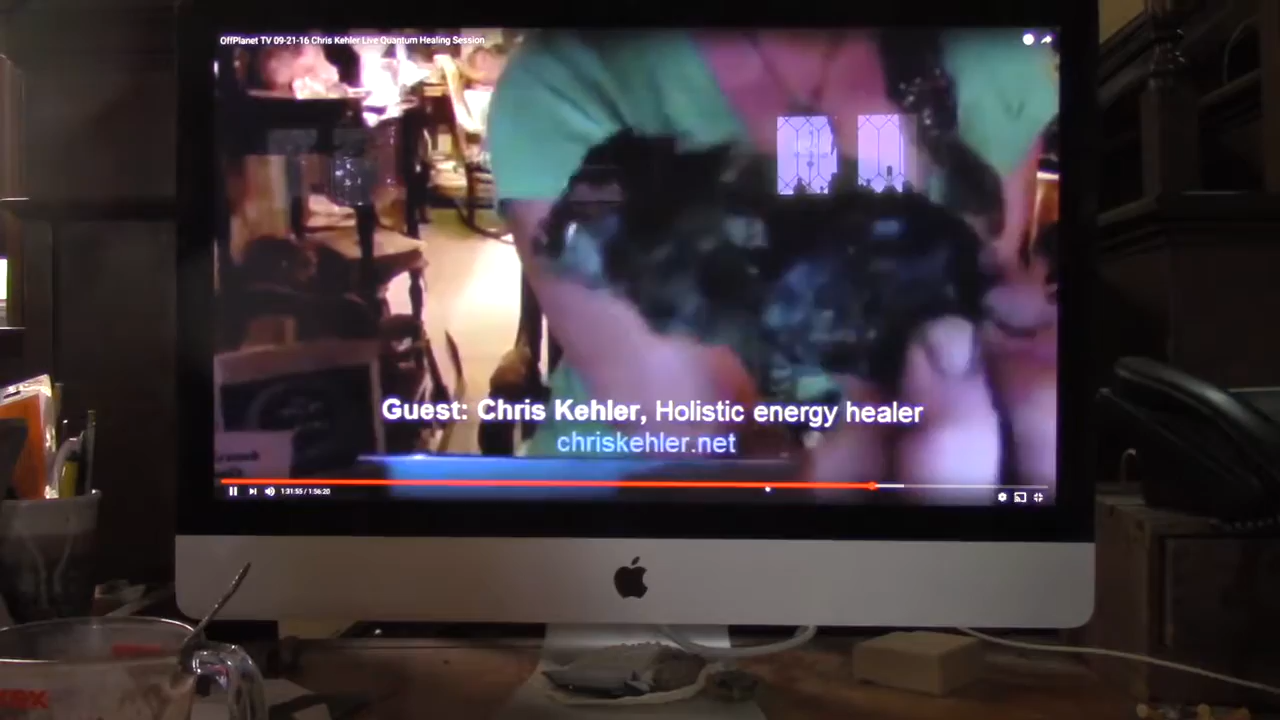 OffPlanet TV 09-21-16 Chris Kehler Live Quantum Healing Session
Guest: Chris Kehler, Holistic energy healer
chriskehler.net
1:31:55 / 1:56:20